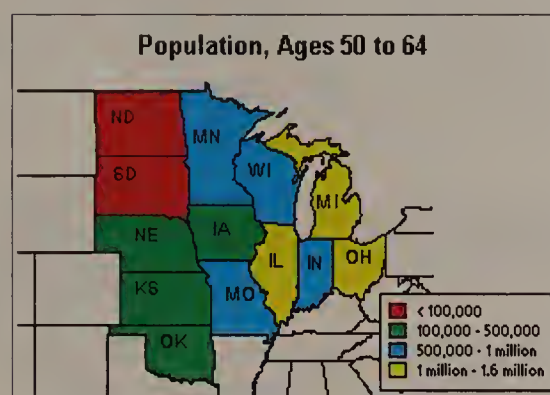 Population, Ages 50 to 64
ND
MN
SD
WI
MI
NE
IA
IL
IN
OH
KS
MO
OK
< 100,000
100,000 - 500,000
500,000 - 1 million
1 million - 1.6 million